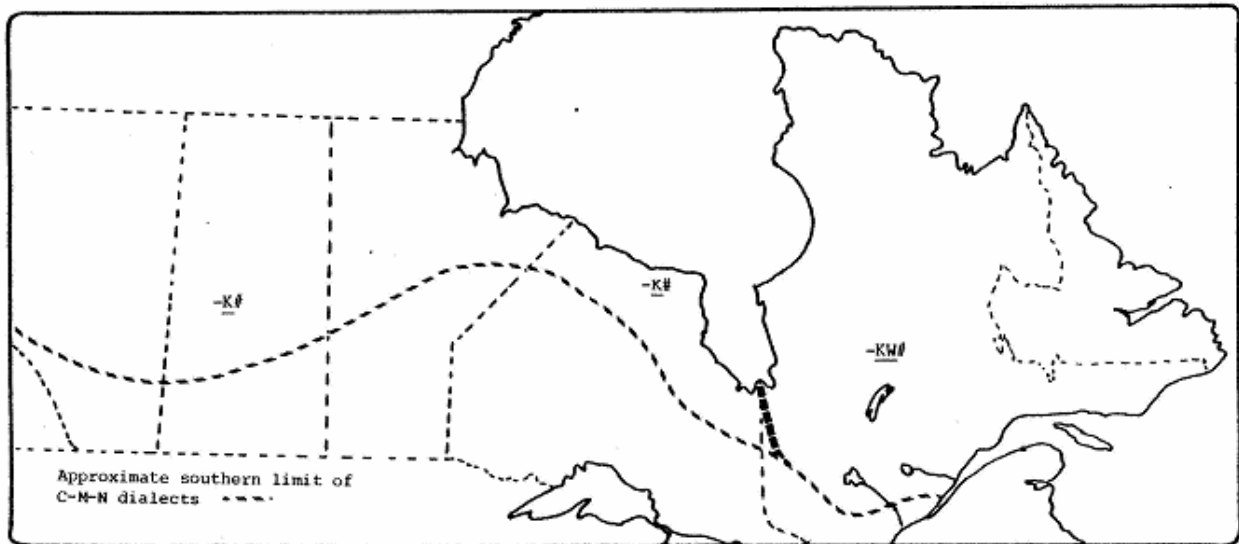 -K#
-K#
-KW#
Approximate southern limit of
C-M-N dialects